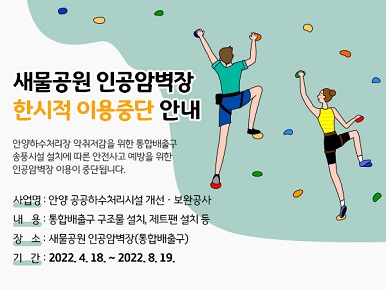 새물공원 인공암벽장
한시적 이용중단 안내
안양하수처리장 악취저감을 위한 통합배출구
송풍시설 설치에 따른 안전사고 예방을 위한
인공암벽장 이용이 중단됩니다.
사업명 : 안양 공공하수처리시설 개선 · 보완공사
내 용 : 통합배출구 구조물 설치, 제트팬 설치 등
장 소 : 새물공원 인공암벽장(통합배출구)
기 간 : 2022. 4. 18. ~ 2022. 8. 19.